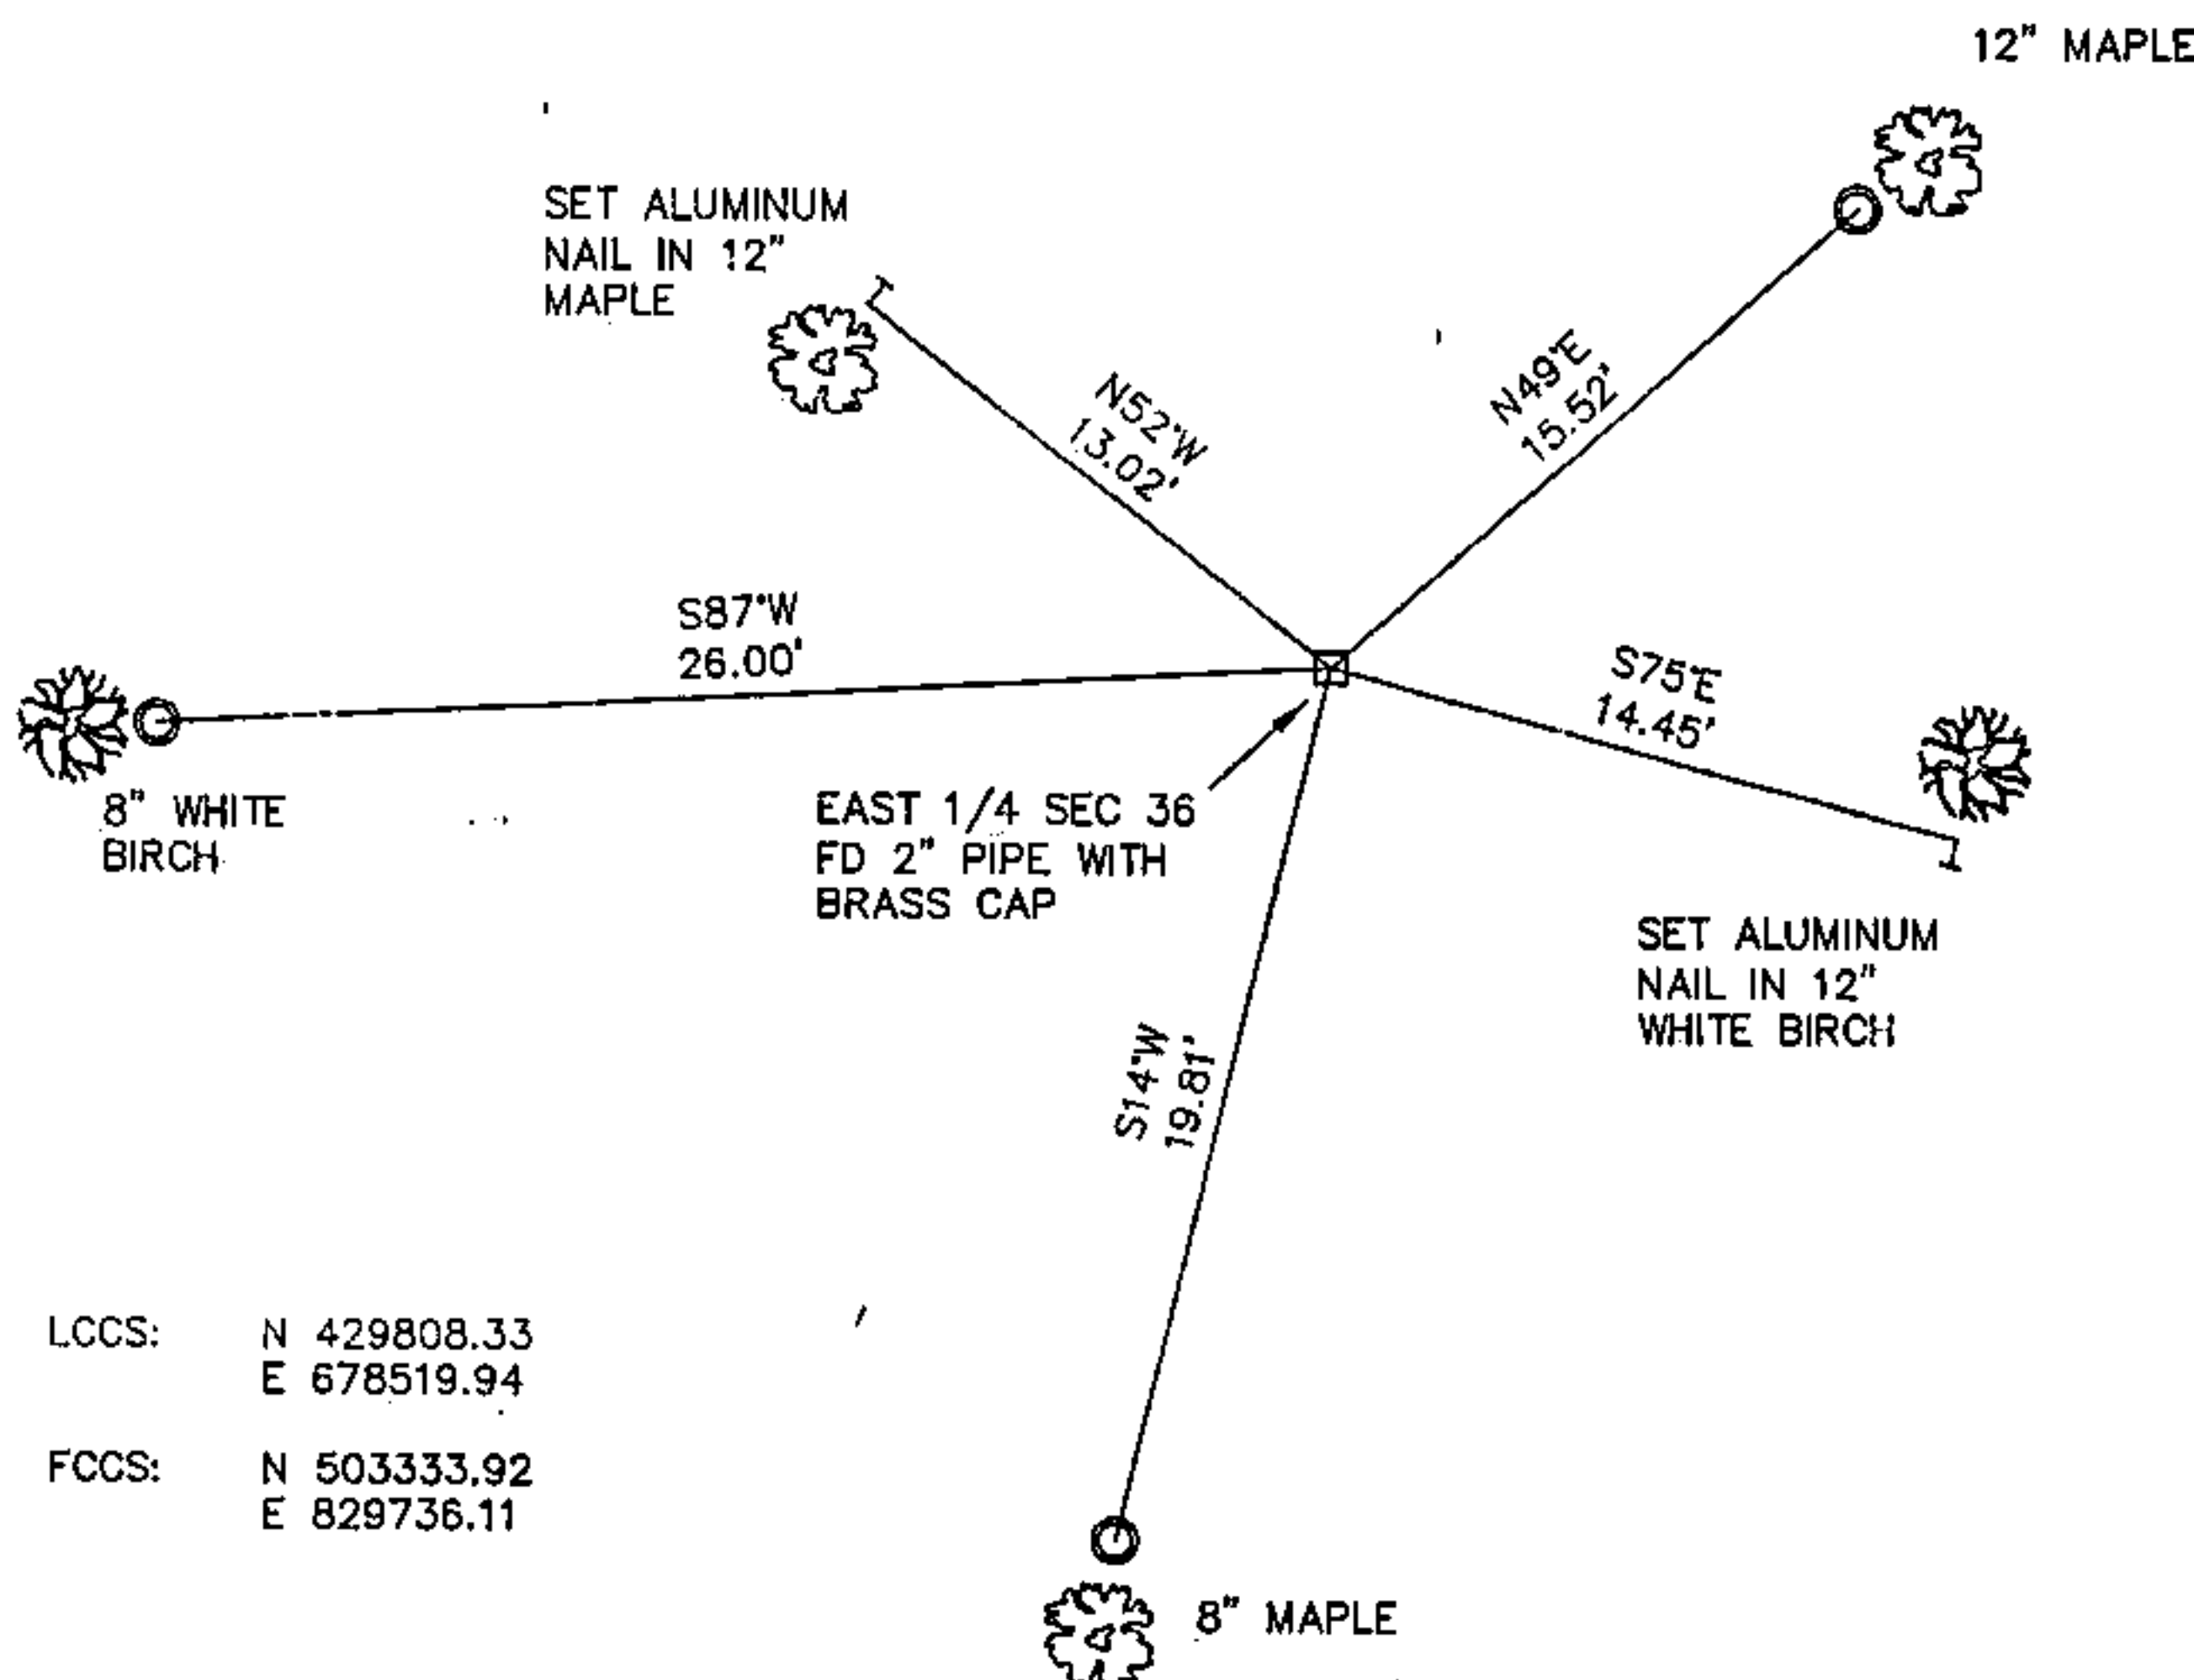 12" MAPLE
SET ALUMINUM
NAIL IN 12"
MAPLE
N52°W
13.02'
N49°E
15.52'
S87°W
26.00'
S75°E
14.45'
8" WHITE
BIRCH
EAST 1/4 SEC 36
FD 2" PIPE WITH
BRASS CAP
SET ALUMINUM
NAIL IN 12"
WHITE BIRCH
S14°W
19.81'
LCCS: N 429808.33
E 678519.94
FCCS: N 503333.92
E 829736.11
8" MAPLE